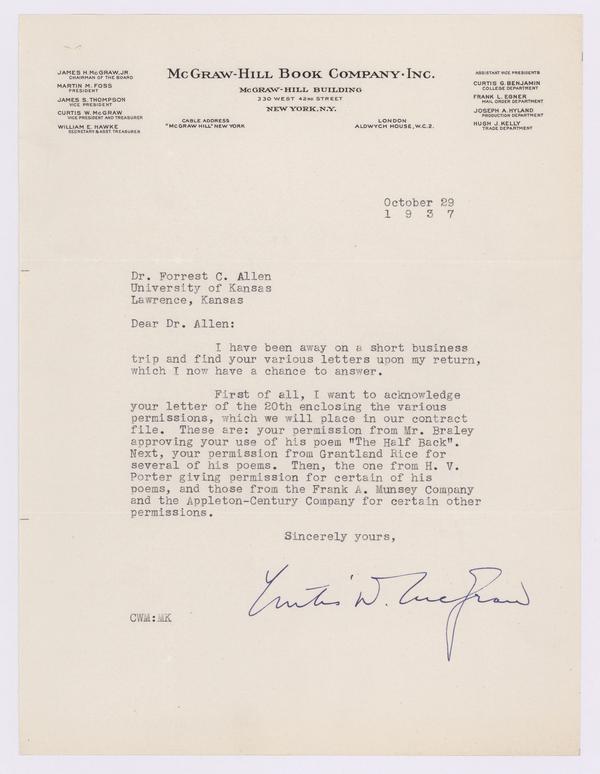 JAMES H. McGRAW, JR.
CHAIRMAN OF THE BOARD
MARTIN M. FOSS
PRESIDENT
JAMES S. THOMPSON
VICE PRESIDENT
CURTIS W. McGRAW
VICE PRESIDENT AND TREASURER
WILLIAM E. HAWKE
SECRETARY & ASST TREASURER
McGRAW-HILL BOOK COMPANY·INC.
McGRAW-HILL BUILDING
330 WEST 42ND STREET
NEW YORK, N.Y.
CABLE ADDRESS
"McGRAW HILL" NEW YORK
LONDON
ALDWYCH HOUSE, W.C.2.
ASSISTANT VICE PRESIDENTS
CURTIS G. BENJAMIN
COLLEGE DEPARTMENT
FRANK L. EGNER
MAIL ORDER DEPARTMENT
JOSEPH A. HYLAND
PRODUCTION DEPARTMENT
HUGH J. KELLY
TRADE DEPARTMENT
October 29
1 9 3 7
Dr. Forrest C. Allen
University of Kansas
Lawrence, Kansas
Dear Dr. Allen:
I have been away on a short business
trip and find your various letters upon my return,
which I now have a chance to answer.
First of all, I want to acknowledge
your letter of the 20th enclosing the various
permissions, which we will place in our contract
file. These are: your permission from Mr. Braley
approving your use of his poem "The Half Back".
Next, your permission from Grantland Rice for
several of his poems. Then, the one from H. V.
Porter giving permission for certain of his
poems, and those from the Frank A. Munsey Company
and the Appleton-Century Company for certain other
permissions.
Sincerely yours,
Curtis W. McGraw
CWM:MK